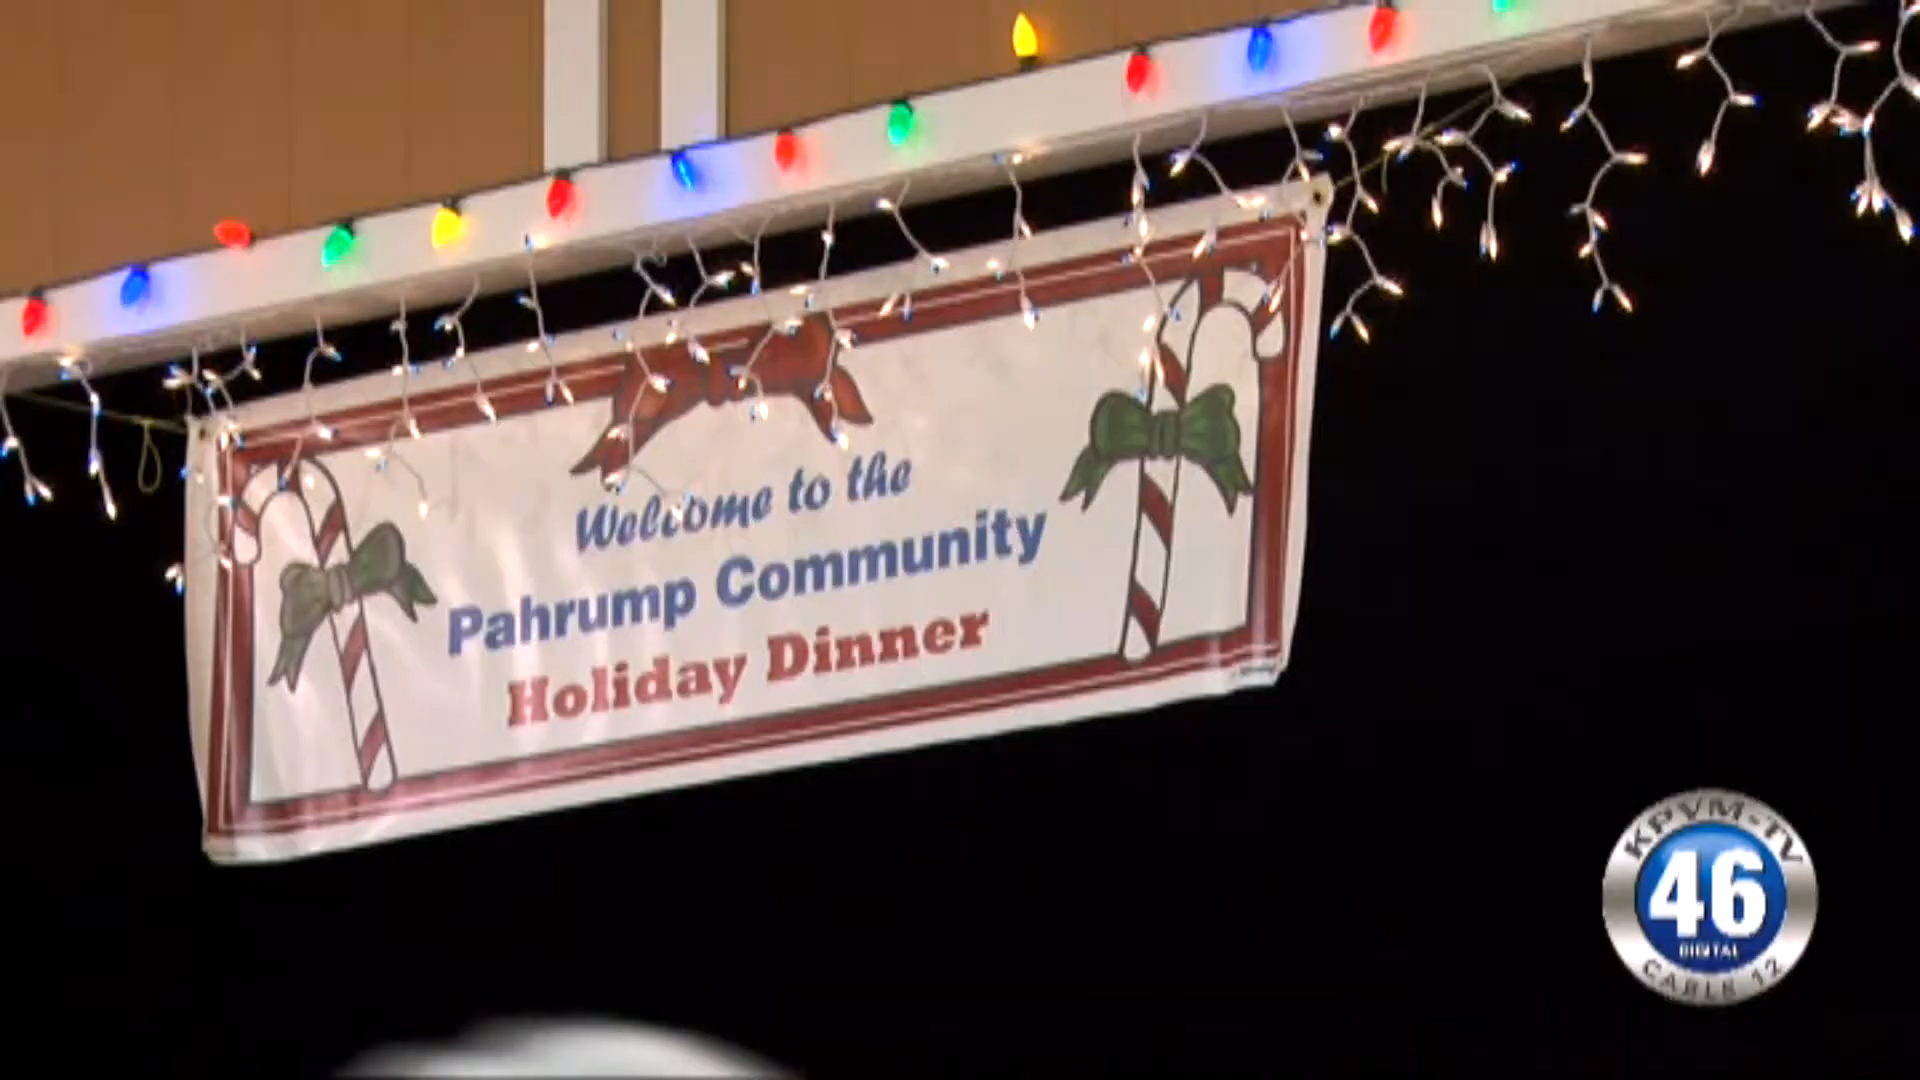 Welcome to the
Pahrump Community
Holiday Dinner
KPVM-TV
46
DIGITAL
CABLE 12